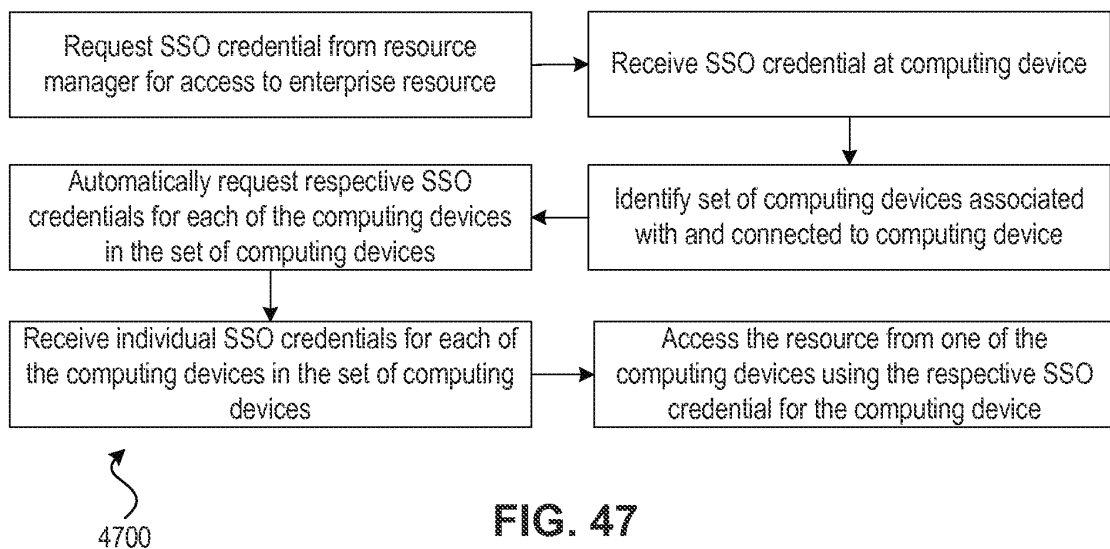 Request SSO credential from resource
manager for access to enterprise resource
Receive SSO credential at computing device
Identify set of computing devices associated
with and connected to computing device
Automatically request respective SSO
credentials for each of the computing devices
in the set of computing devices
Receive individual SSO credentials for each of
the computing devices in the set of computing
devices
Access the resource from one of the
computing devices using the respective SSO
credential for the computing device
4700
FIG. 47